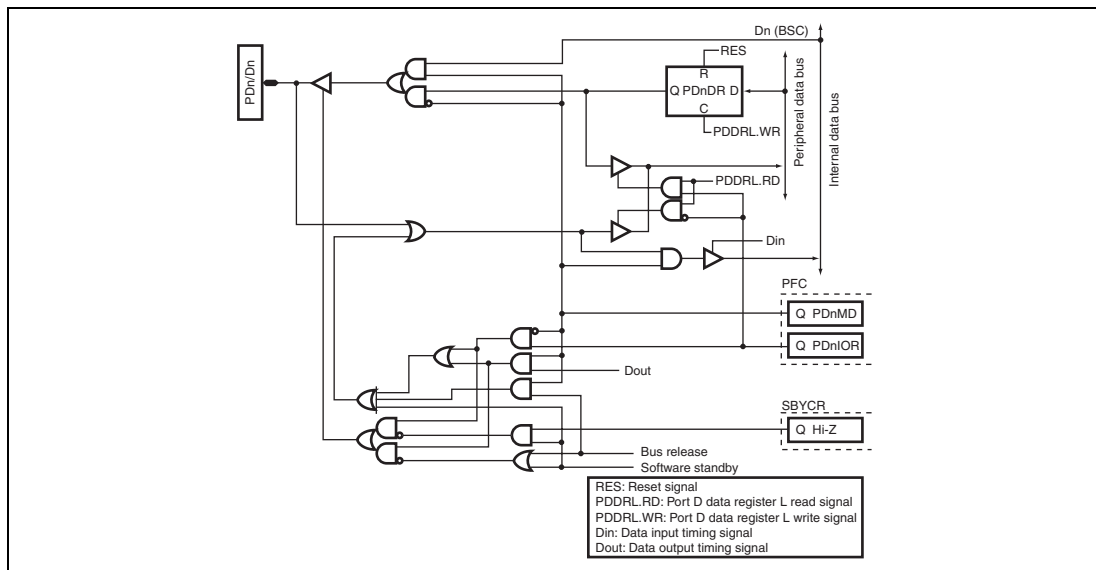 Dn (BSC)
RES
PDn/Dn
R
Q PDnDR D
C
PDDRL.WR
Peripheral data bus
Internal data bus
PDDRL.RD
Din
PFC
Q PDnMD
Q PDnIOR
Dout
SBYCR
Q Hi-Z
Bus release
Software standby
RES: Reset signal
PDDRL.RD: Port D data register L read signal
PDDRL.WR: Port D data register L write signal
Din: Data input timing signal
Dout: Data output timing signal